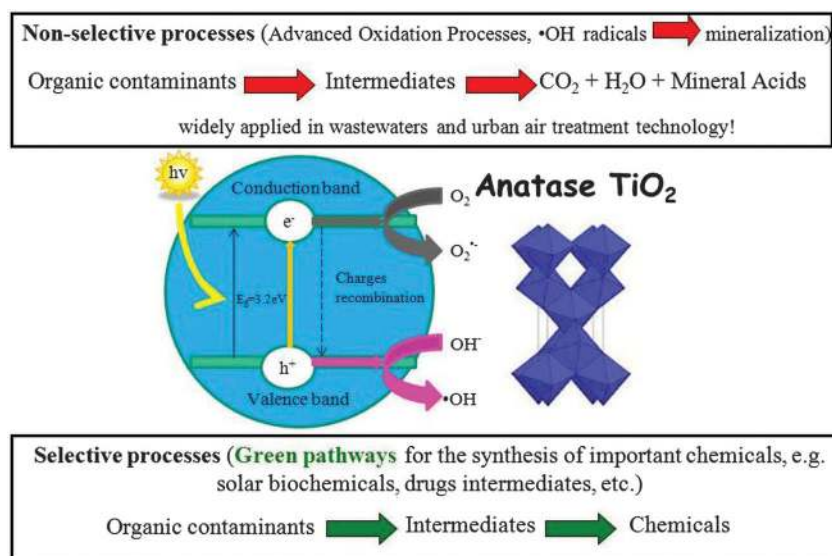 Non-selective processes (Advanced Oxidation Processes, •OH radicals mineralization)
Organic contaminants Intermediates CO₂ + H₂O + Mineral Acids
widely applied in wastewaters and urban air treatment technology!
hν
Conduction band
e⁻
O₂
Anatase TiO₂
O₂•⁻
Eg=3.2eV
Charges
recombination
OH⁻
h⁺
Valence band
•OH
Selective processes (Green pathways for the synthesis of important chemicals, e.g.
solar biochemicals, drugs intermediates, etc.)
Organic contaminants Intermediates Chemicals